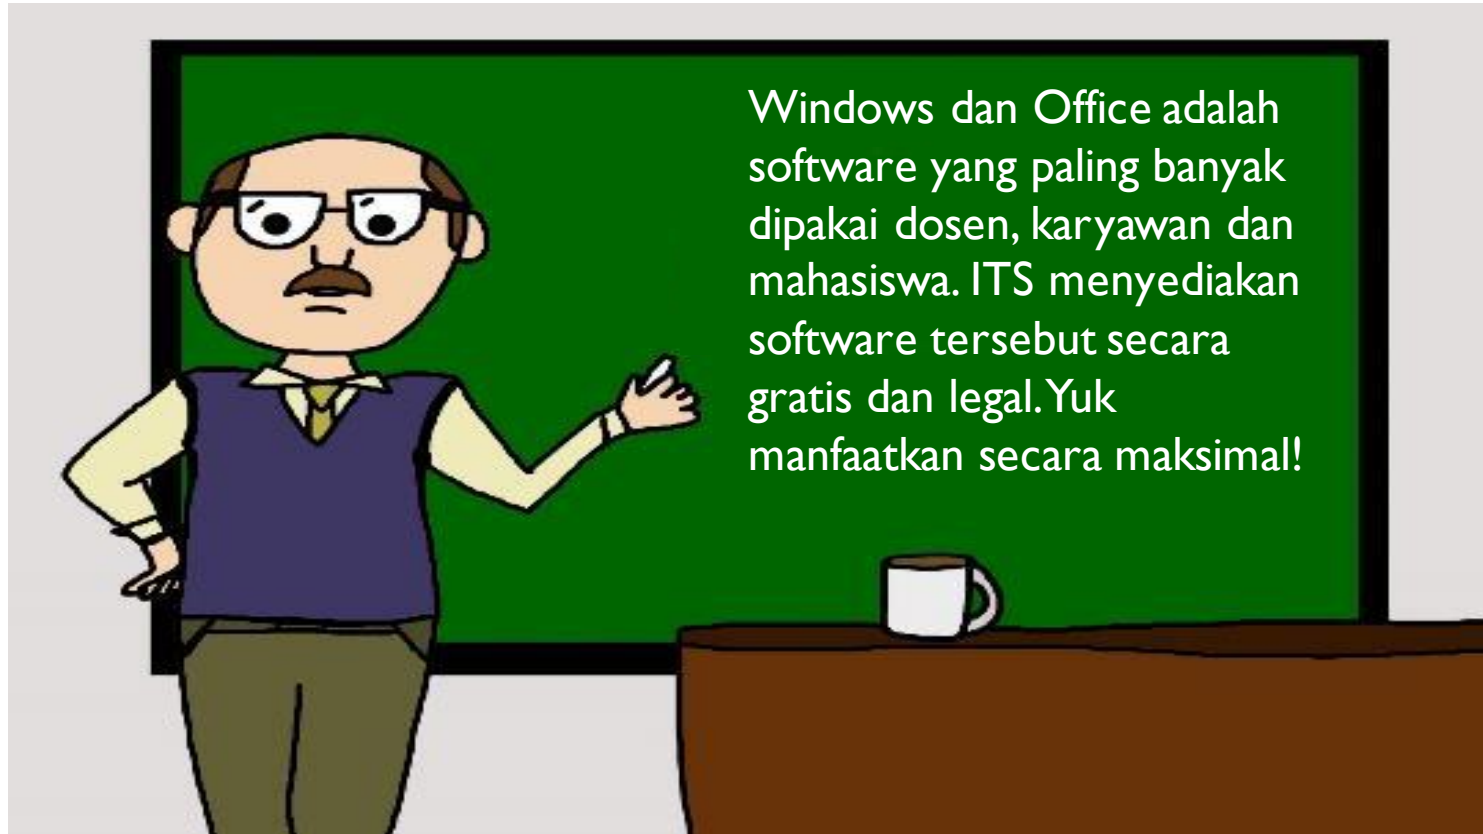 Windows dan Office adalah
software yang paling banyak
dipakai dosen, karyawan dan
mahasiswa. ITS menyediakan
software tersebut secara
gratis dan legal. Yuk
manfaatkan secara maksimal!